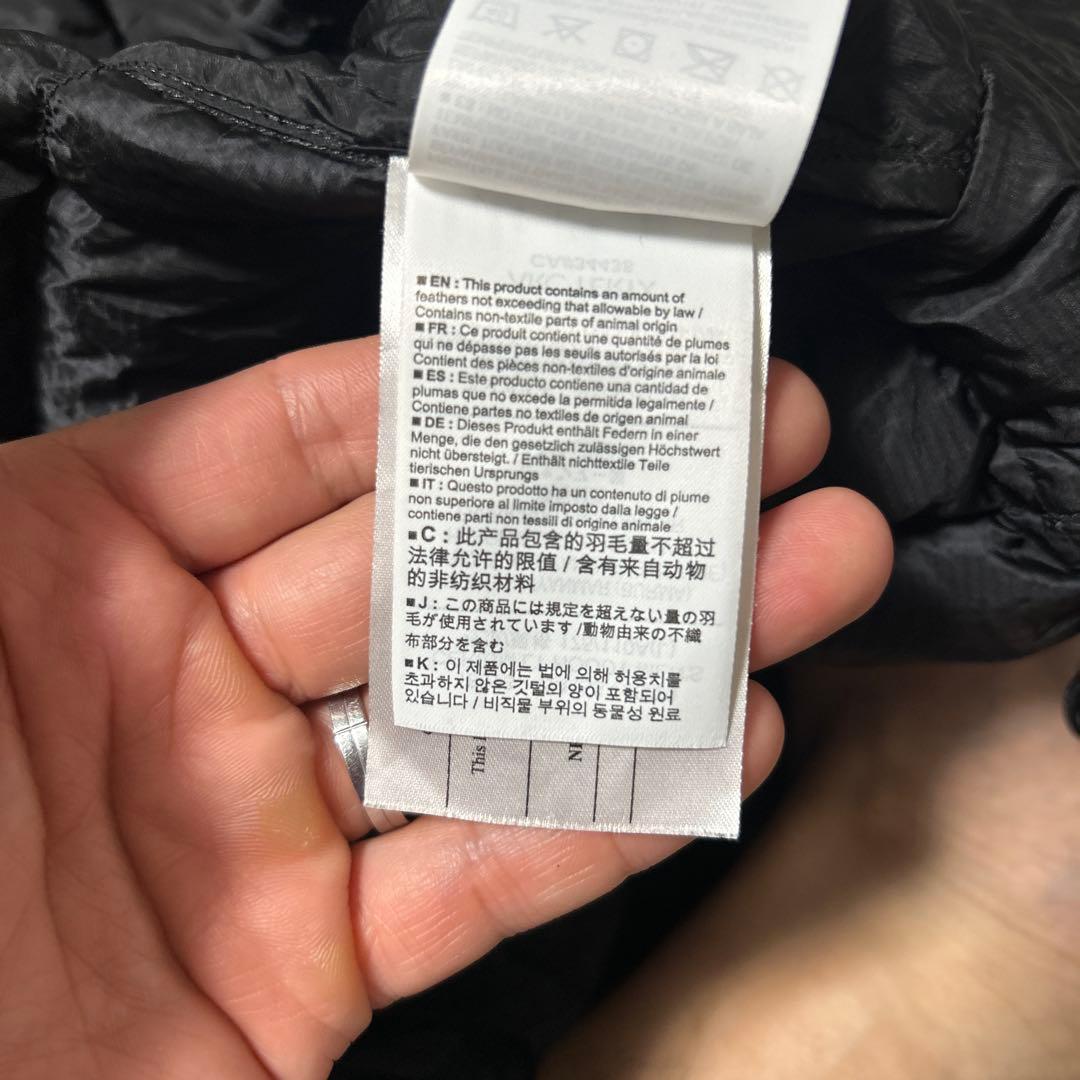 ■ EN : This product contains an amount of
feathers not exceeding that allowable by law /
Contains non-textile parts of animal origin
■ FR : Ce produit contient une quantité de plumes
qui ne dépasse pas les seuils autorisés par la loi
Contient des pièces non-textiles d'origine animale
■ ES : Este producto contiene una cantidad de
plumas que no excede la permitida legalmente /
Contiene partes no textiles de origen animal
■ DE : Dieses Produkt enthält Federn in einer
Menge, die den gesetzlich zulässigen Höchstwert
nicht übersteigt. / Enthält nichttextile Teile
tierischen Ursprungs
■ IT : Questo prodotto ha un contenuto di piume
non superiore al limite imposto dalla legge /
contiene parti non tessili di origine animale
■ C : 此产品包含的羽毛量不超过
法律允许的限值 / 含有来自动物
的非纺织材料
■ J : この商品には規定を超えない量の羽
毛が使用されています /動物由来の不織
布部分を含む
■ K : 이 제품에는 법에 의해 허용치를
초과하지 않은 깃털의 양이 포함되어
있습니다 / 비직물 부위의 동물성 원료
This